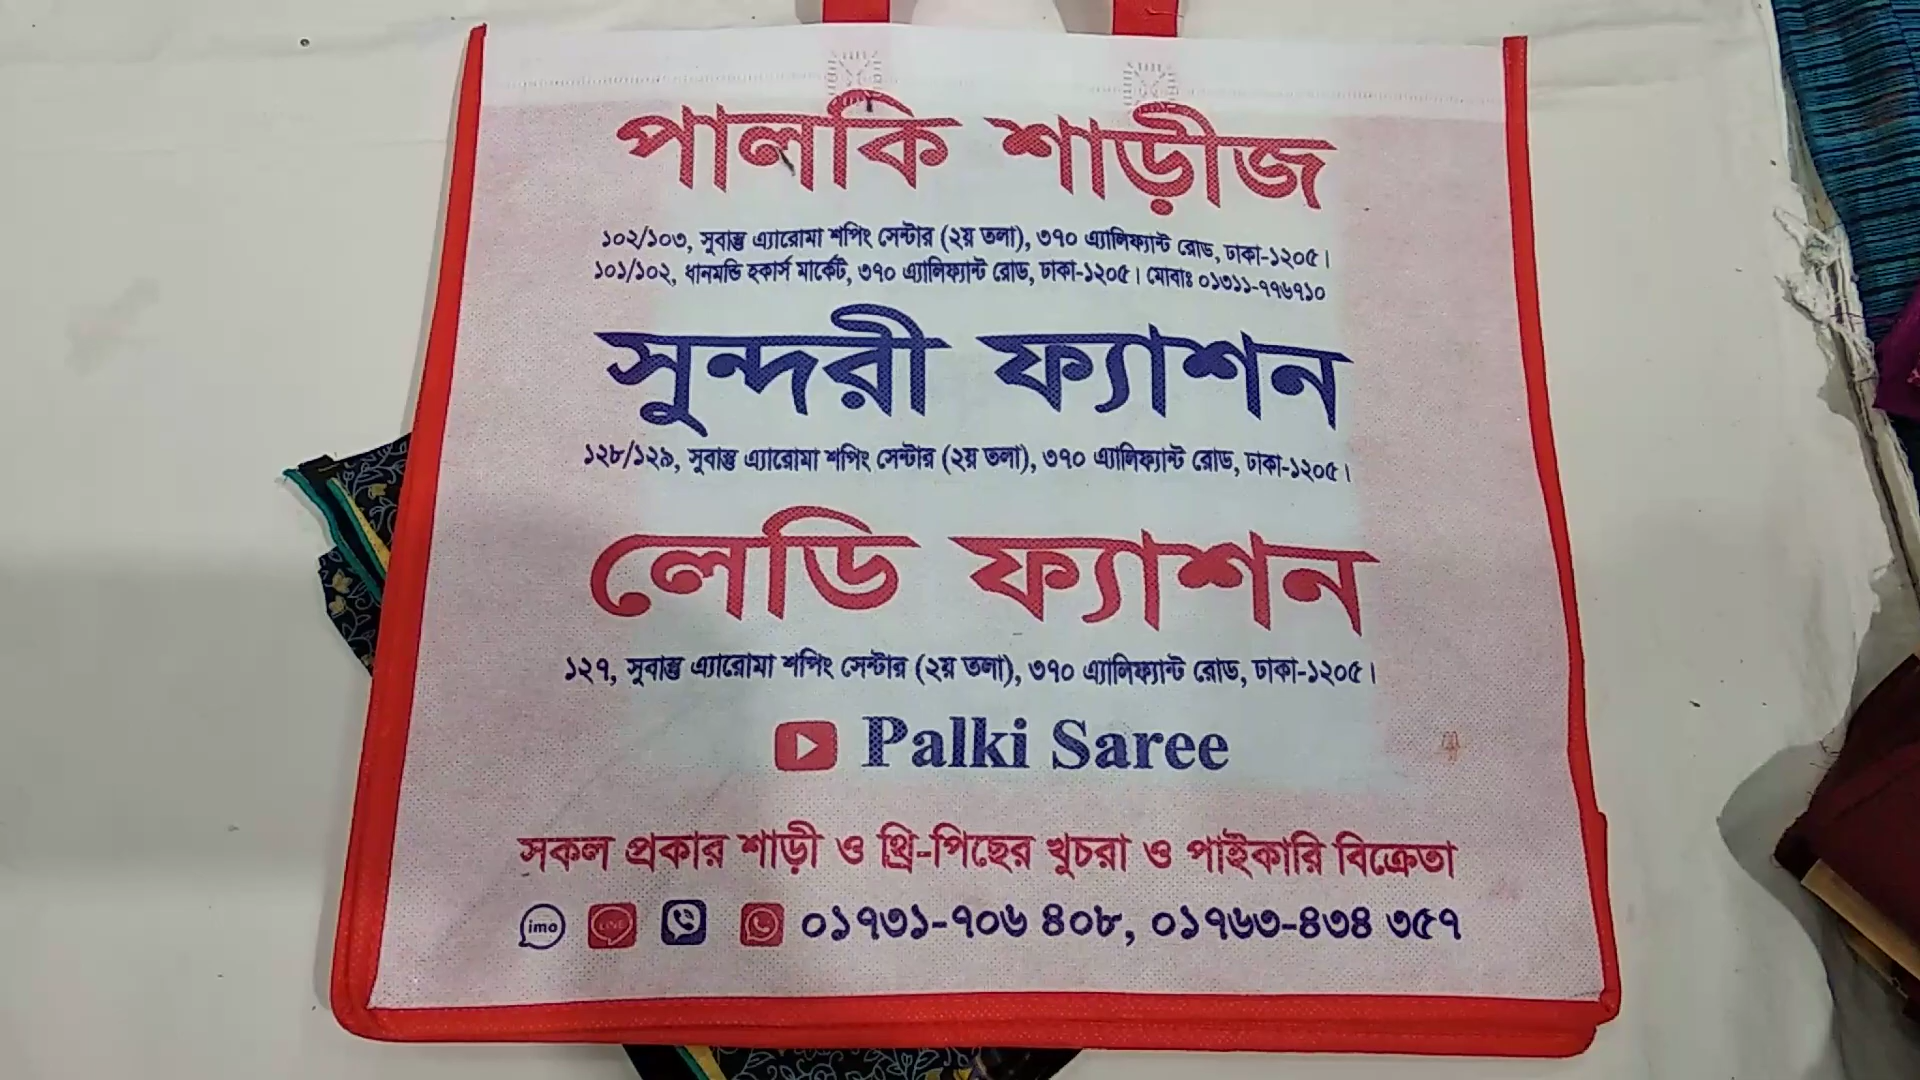 পালকি শাড়ীজ
১০২/১০৩, সুবাস্তু এ্যারোমা শপিং সেন্টার (২য় তলা), ৩৭০ এ্যালিফ্যান্ট রোড, ঢাকা-১২০৫।
১০১/১০২, ধানমন্ডি হকার্স মার্কেট, ৩৭০ এ্যালিফ্যান্ট রোড, ঢাকা-১২০৫। মোবাঃ ০১৩১১-৭৭৬৭১০
সুন্দরী ফ্যাশন
১২৮/১২৯, সুবাস্তু এ্যারোমা শপিং সেন্টার (২য় তলা), ৩৭০ এ্যালিফ্যান্ট রোড, ঢাকা-১২০৫।
লেডি ফ্যাশন
১২৭, সুবাস্তু এ্যারোমা শপিং সেন্টার (২য় তলা), ৩৭০ এ্যালিফ্যান্ট রোড, ঢাকা-১২০৫।
Palki Saree
সকল প্রকার শাড়ী ও থ্রি-পিছের খুচরা ও পাইকারি বিক্রেতা
imo LINE ০১৭৩১-৭০৬ ৪০৮, ০১৭৬৩-৪৩৪ ৩৫৭